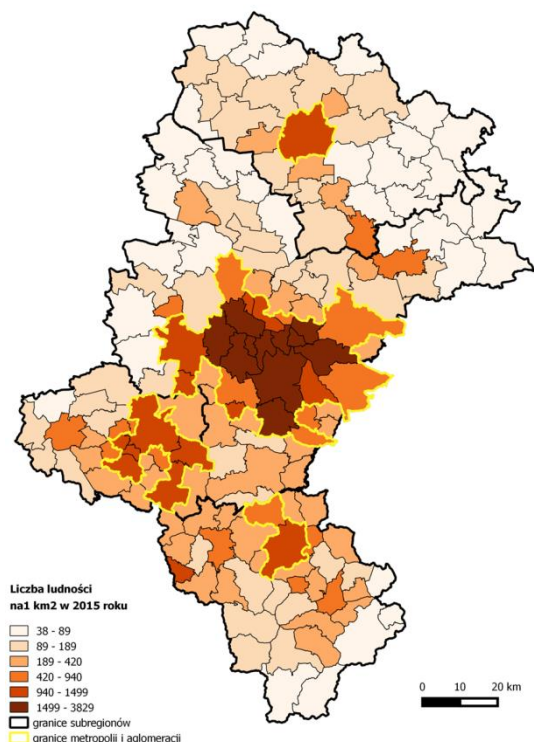 Liczba ludności
na1 km2 w 2015 roku
38 - 89
89 - 189
189 - 420
420 - 940
940 - 1499
1499 - 3829
granice subregionów
granice metropolii i aglomeracji
0 10 20 km